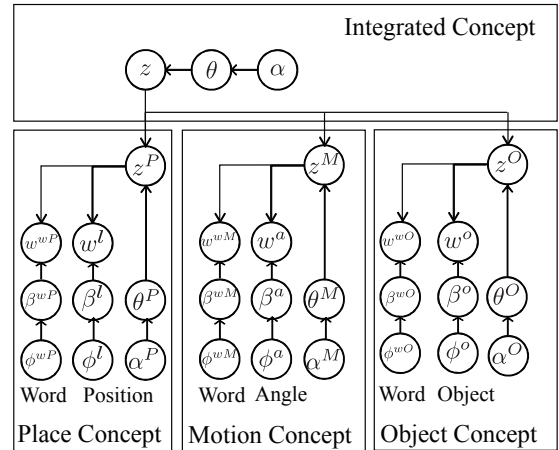 Integrated Concept
z θ α
z^P z^M z^O
w^{wP} w^l w^{wM} w^a w^{wO} w^o
β^{wP} β^l θ^P β^{wM} β^a θ^M β^{wO} β^o θ^O
φ^{wP} φ^l α^P φ^{wM} φ^a α^M φ^{wO} φ^o α^O
Word Position Word Angle Word Object
Place Concept Motion Concept Object Concept